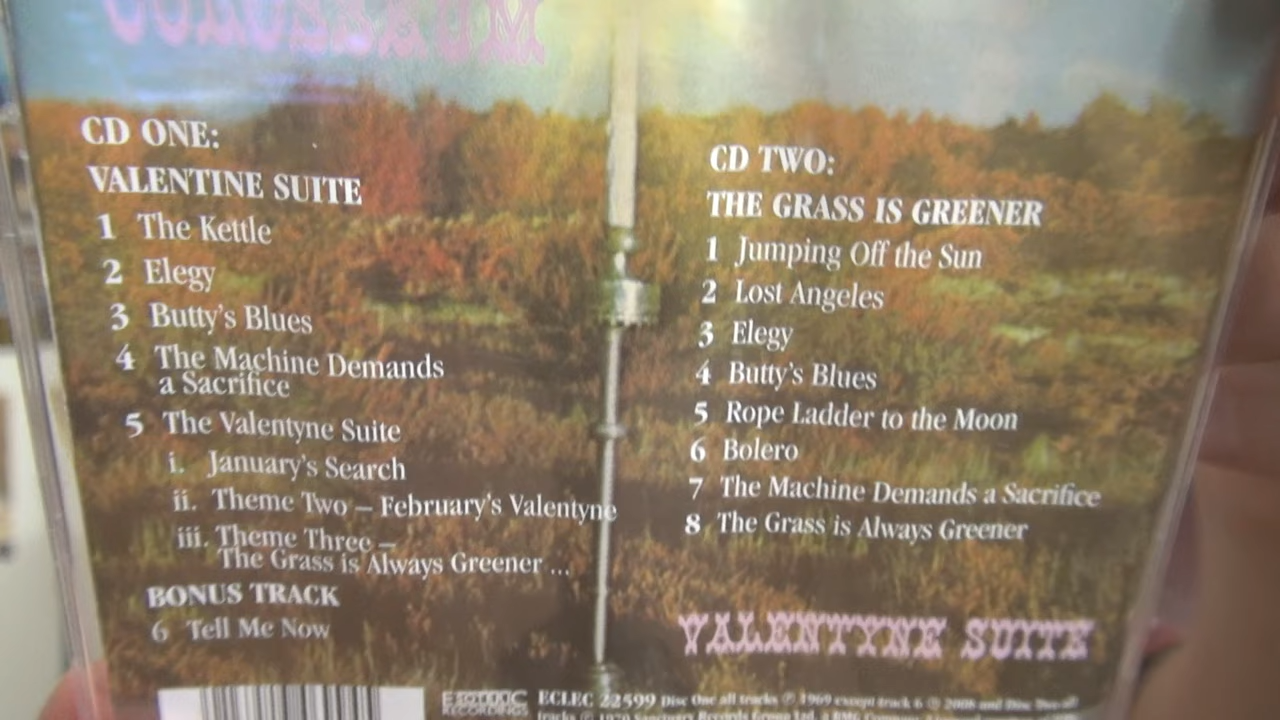 COLOSSEUM
CD ONE:
VALENTINE SUITE
1 The Kettle
2 Elegy
3 Butty's Blues
4 The Machine Demands
a Sacrifice
5 The Valentyne Suite
i. January's Search
ii. Theme Two – February's Valentyne
iii. Theme Three –
The Grass is Always Greener ...
BONUS TRACK
6 Tell Me Now
CD TWO:
THE GRASS IS GREENER
1 Jumping Off the Sun
2 Lost Angeles
3 Elegy
4 Butty's Blues
5 Rope Ladder to the Moon
6 Bolero
7 The Machine Demands a Sacrifice
8 The Grass is Always Greener
VALENTYNE SUITE
ESOTERIC
RECORDINGS
ECLEC 22599 Disc One all tracks ℗ 1969 except track 6 ℗ 2008 and Disc Two all
tracks ℗ 1970 Sanctuary Records Group Ltd.